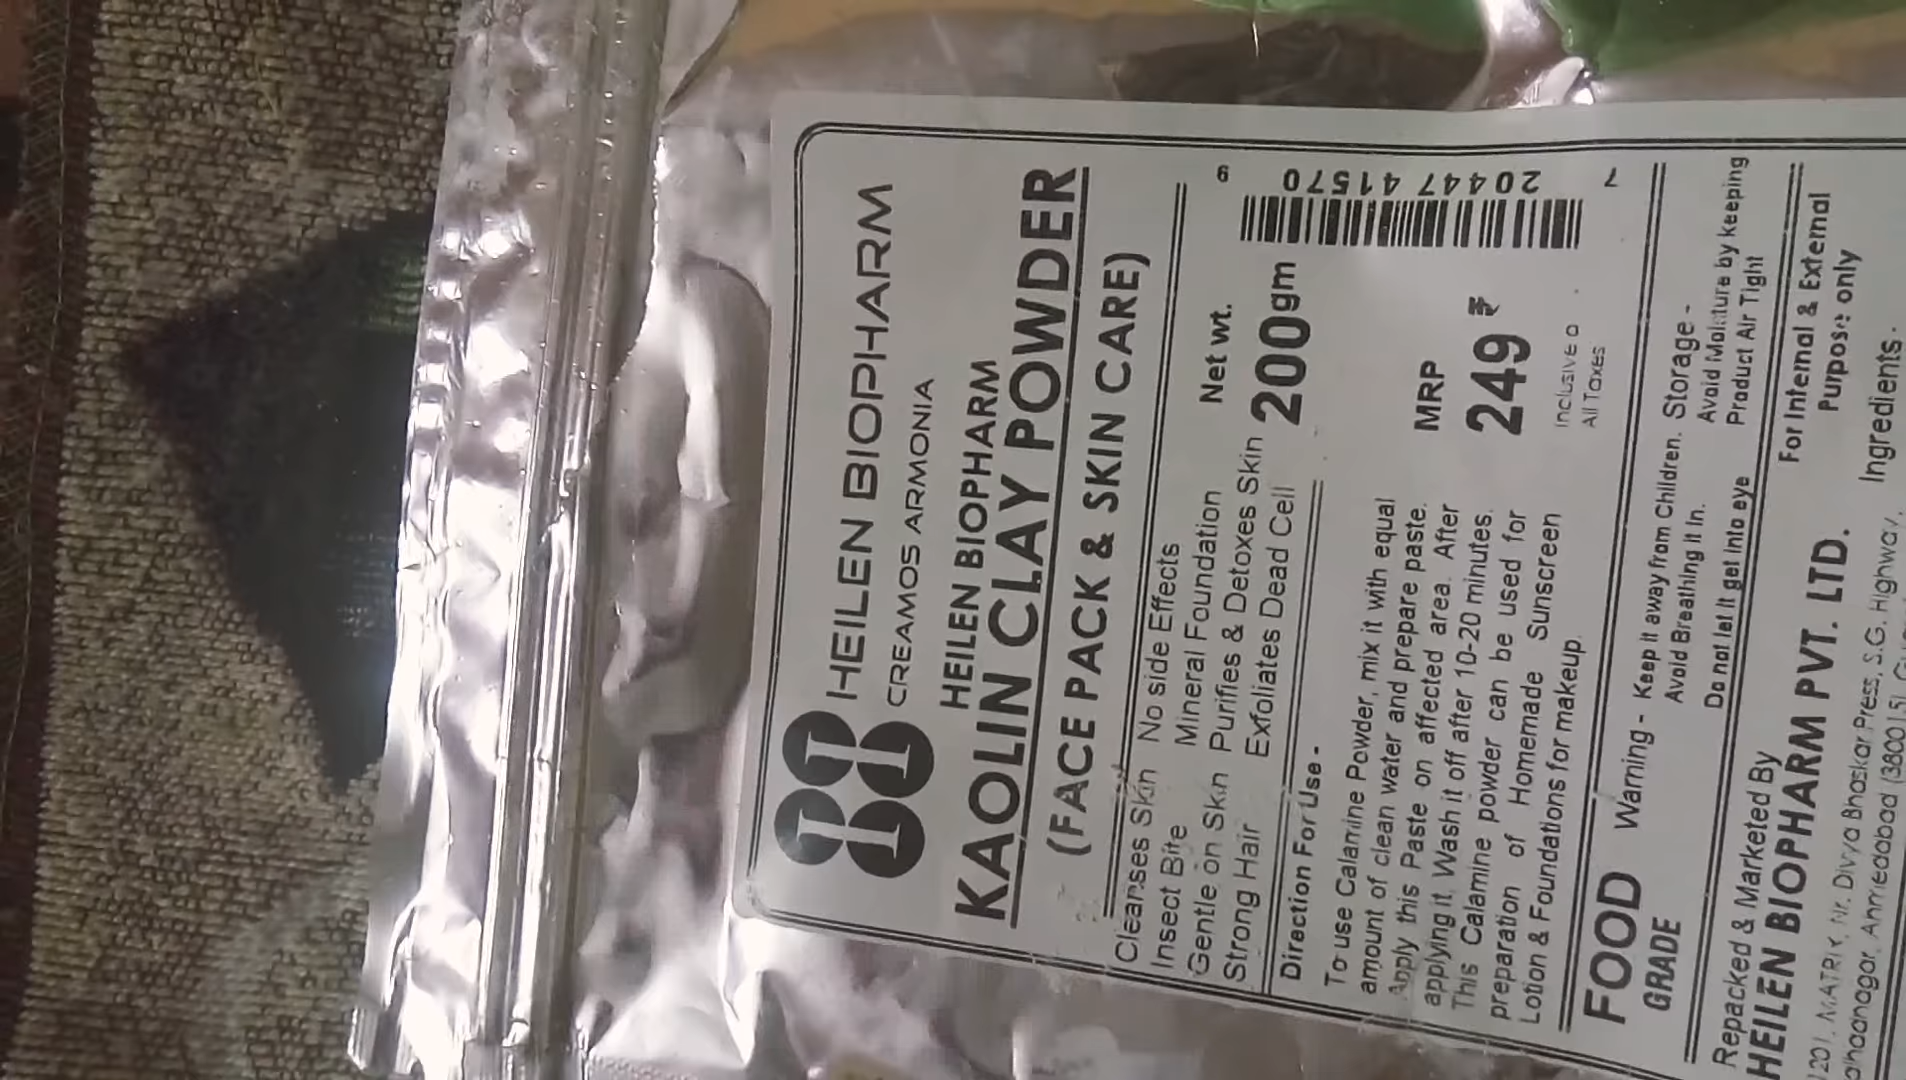 HEILEN BIOPHARM
CREAMOS ARMONIA
HEILEN BIOPHARM
KAOLIN CLAY POWDER
(FACE PACK & SKIN CARE)
Cleanses Skin No side Effects
Insect Bite Mineral Foundation
Gentle on Skin Purifies & Detoxes Skin
Strong Hair Exfoliates Dead Cell
Net wt.
200gm
9 20447 41570 7
Direction For Use -
To use Calamine Powder, mix it with equal
amount of clean water and prepare paste.
Apply this Paste on affected area. After
applying it, Wash it off after 10-20 minutes.
This Calamine powder can be used for
preparation of Homemade Sunscreen
Lotion & Foundations for makeup.
MRP
249 ₹
Inclusive o
All Taxes
FOOD
GRADE
Warning - Keep it away from Children.
Avoid Breathing It In.
Do not let It get Into eye
Storage -
Avoid Moisture by keeping
Product Air Tight
Repacked & Marketed By
HEILEN BIOPHARM PVT. LTD.
1201, MATRIX, Nr. Divya Bhaskar Press, S.G. Highway,
Ahmedabad (380015)
For Internal & External
Purpose only
Ingredients-